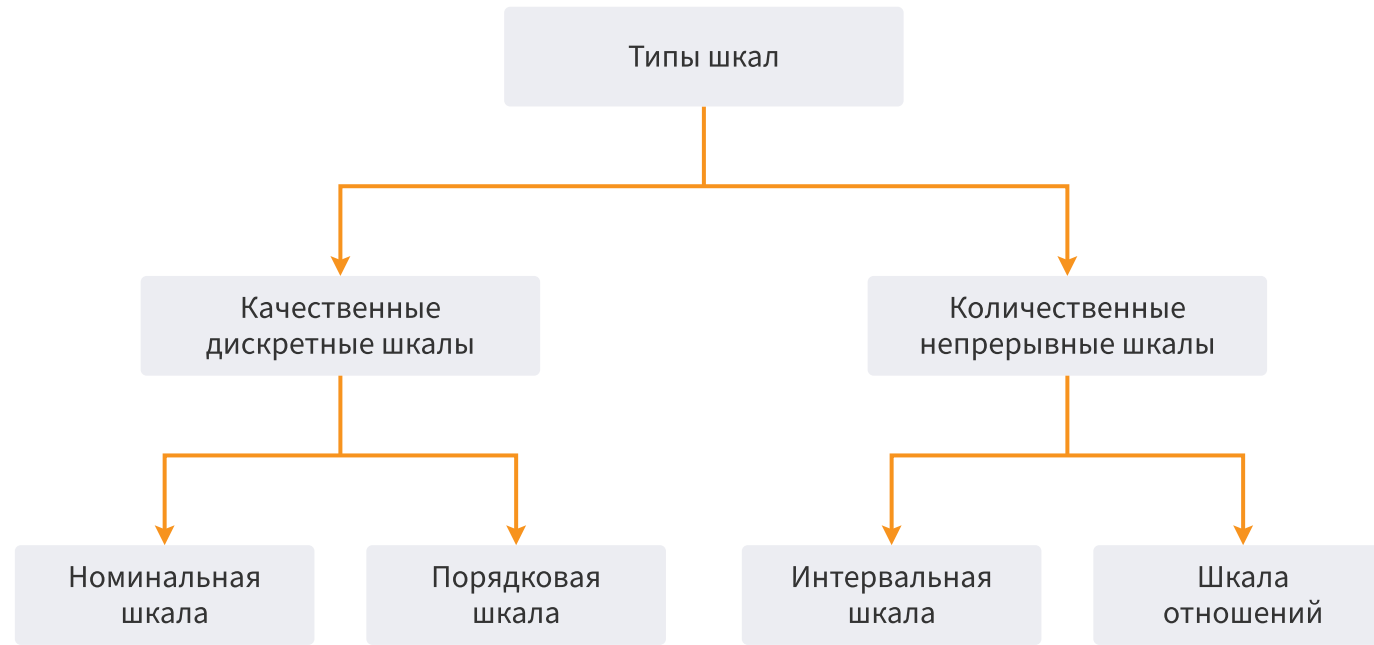 Типы шкал
Качественные
дискретные шкалы
Количественные
непрерывные шкалы
Номинальная
шкала
Порядковая
шкала
Интервальная
шкала
Шкала
отношений